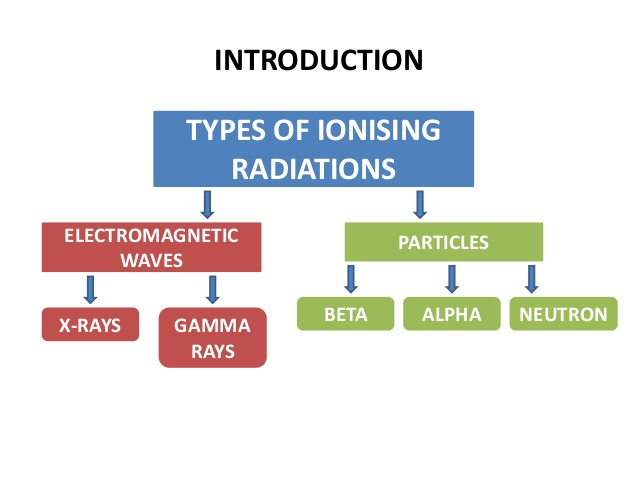 INTRODUCTION
TYPES OF IONISING
RADIATIONS
ELECTROMAGNETIC
WAVES
PARTICLES
X-RAYS
GAMMA
RAYS
BETA
ALPHA
NEUTRON